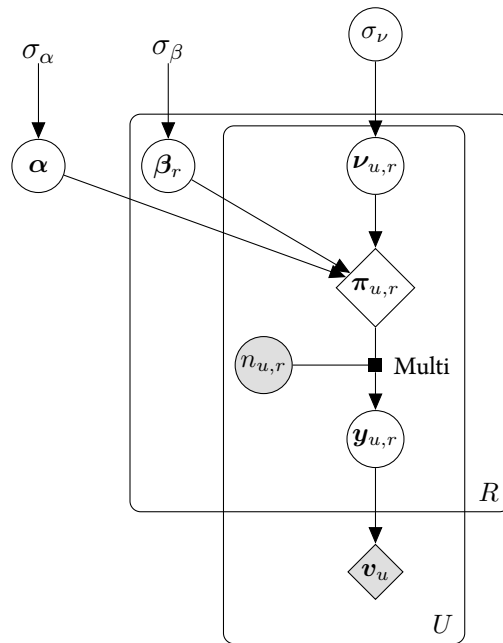 σ_α σ_β σ_ν
α β_r ν_{u,r}
π_{u,r}
n_{u,r} Multi
y_{u,r}
R
v_u
U